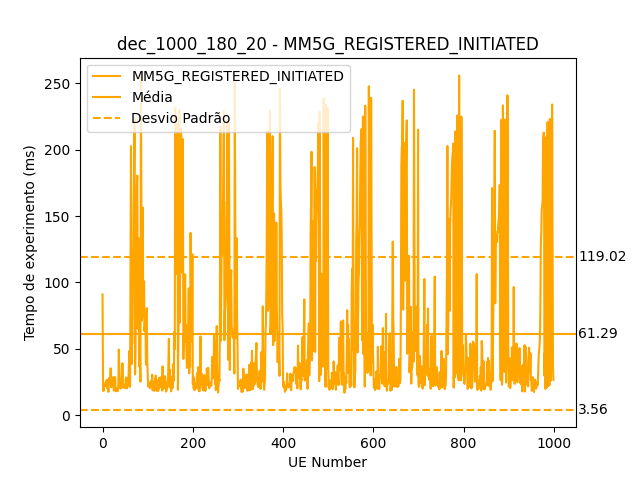 dec_1000_180_20 - MM5G_REGISTERED_INITIATED
MM5G_REGISTERED_INITIATED
Média
Desvio Padrão
Tempo de experimento (ms)
250
200
150
100
50
0
119.02
61.29
3.56
0 200 400 600 800 1000
UE Number